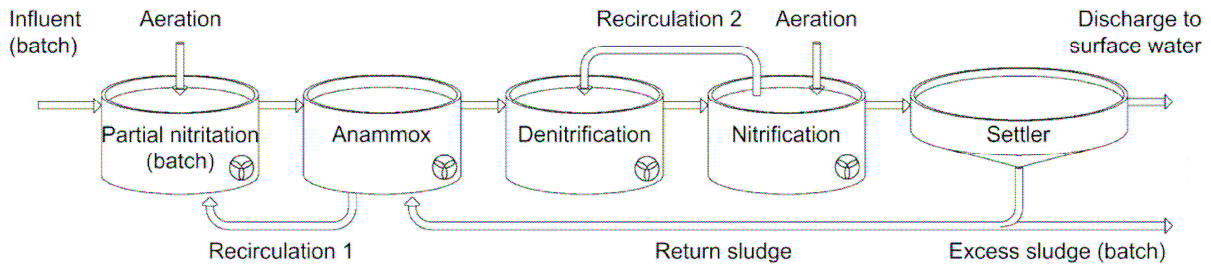 Influent
(batch)
Aeration
Recirculation 2
Aeration
Discharge to
surface water
Partial nitritation
(batch)
Anammox
Denitrification
Nitrification
Settler
Recirculation 1
Return sludge
Excess sludge (batch)